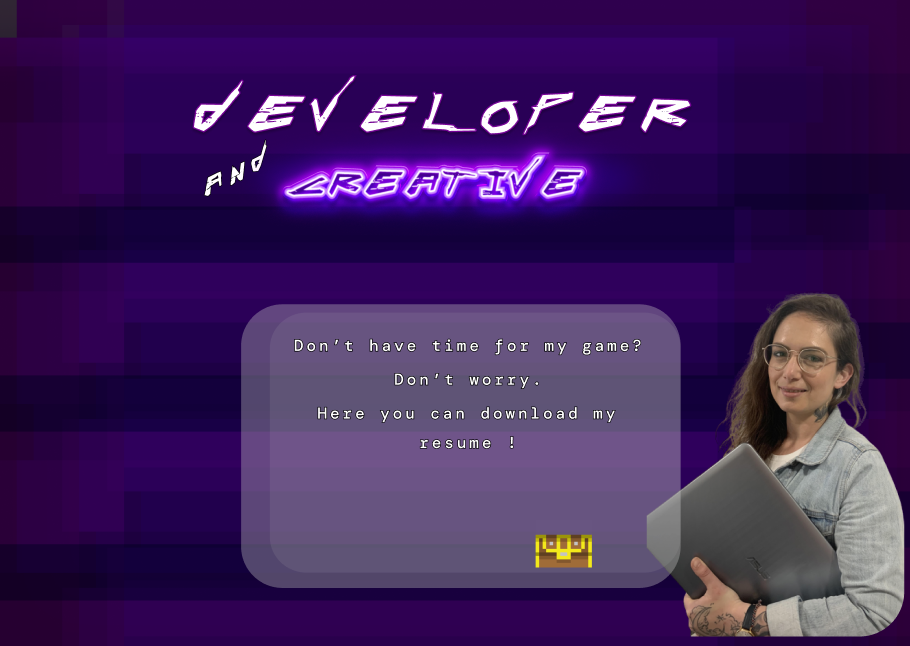 dEVELOPER
AND
CREATIVE
Don't have time for my game?
Don't worry.
Here you can download my
resume !